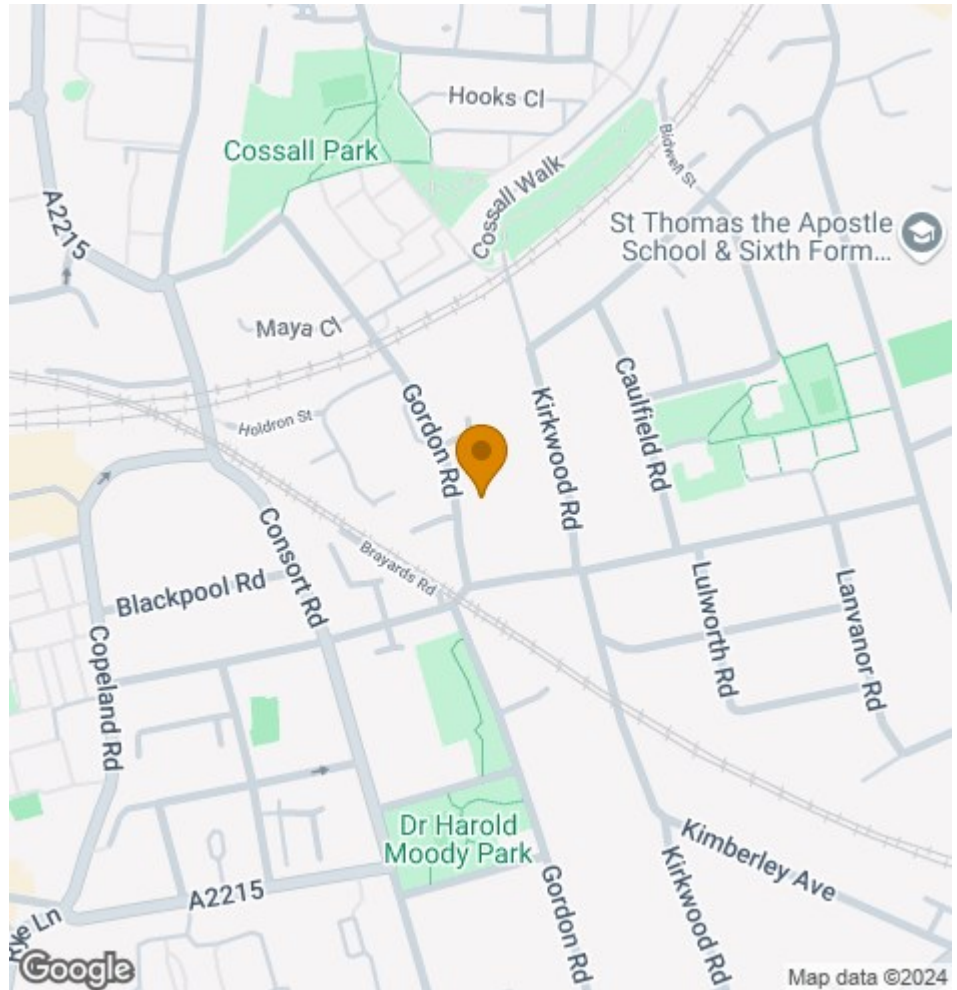 Hooks Cl
Cossall Park
Cossall Walk
Bidwell St
A2215
St Thomas the Apostle
School & Sixth Form...
Maya Cl
Gordon Rd
Holdron St
Kirkwood Rd
Caulfield Rd
Consort Rd
Brayards Rd
Blackpool Rd
Copeland Rd
Lulworth Rd
Lanvanor Rd
Dr Harold
Moody Park
Kimberley Ave
A2215
Gordon Rd
Kirkwood Rd
Ln
Google
Map data ©2024